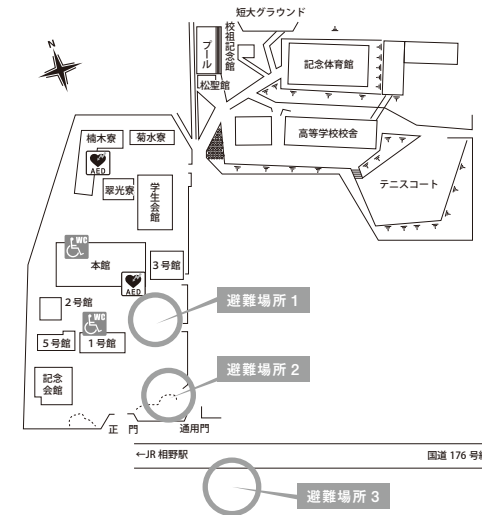 短大グラウンド
校祖記念館
プール
松聖館
記念体育館
N
高等学校校舎
テニスコート
楠木寮
菊水寮
AED
翠光寮
学生会館
WC
本館
3号館
AED
2号館
WC
避難場所1
5号館
1号館
避難場所2
記念
会館
正 門
通用門
←JR 相野駅
国道 176 号
避難場所3